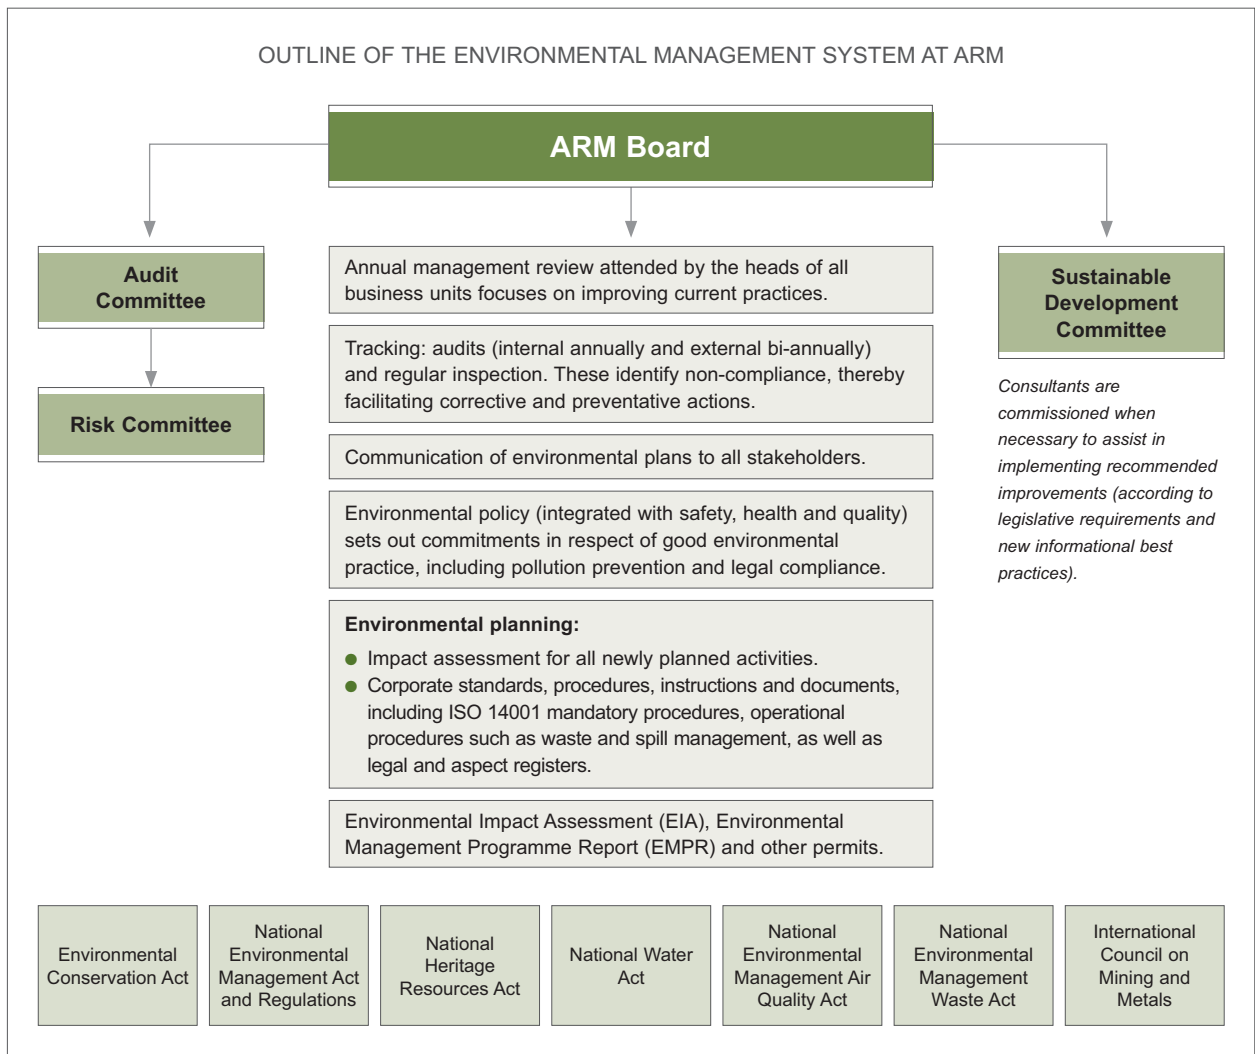 OUTLINE OF THE ENVIRONMENTAL MANAGEMENT SYSTEM AT ARM
ARM Board
Audit
Committee
Risk Committee
Annual management review attended by the heads of all
business units focuses on improving current practices.
Tracking: audits (internal annually and external bi-annually)
and regular inspection. These identify non-compliance, thereby
facilitating corrective and preventative actions.
Communication of environmental plans to all stakeholders.
Environmental policy (integrated with safety, health and quality)
sets out commitments in respect of good environmental
practice, including pollution prevention and legal compliance.
Environmental planning:
● Impact assessment for all newly planned activities.
● Corporate standards, procedures, instructions and documents,
including ISO 14001 mandatory procedures, operational
procedures such as waste and spill management, as well as
legal and aspect registers.
Environmental Impact Assessment (EIA), Environmental
Management Programme Report (EMPR) and other permits.
Sustainable
Development
Committee
Consultants are
commissioned when
necessary to assist in
implementing recommended
improvements (according to
legislative requirements and
new informational best
practices).
Environmental
Conservation Act
National
Environmental
Management Act
and Regulations
National
Heritage
Resources Act
National Water
Act
National
Environmental
Management Air
Quality Act
National
Environmental
Management
Waste Act
International
Council on
Mining and
Metals